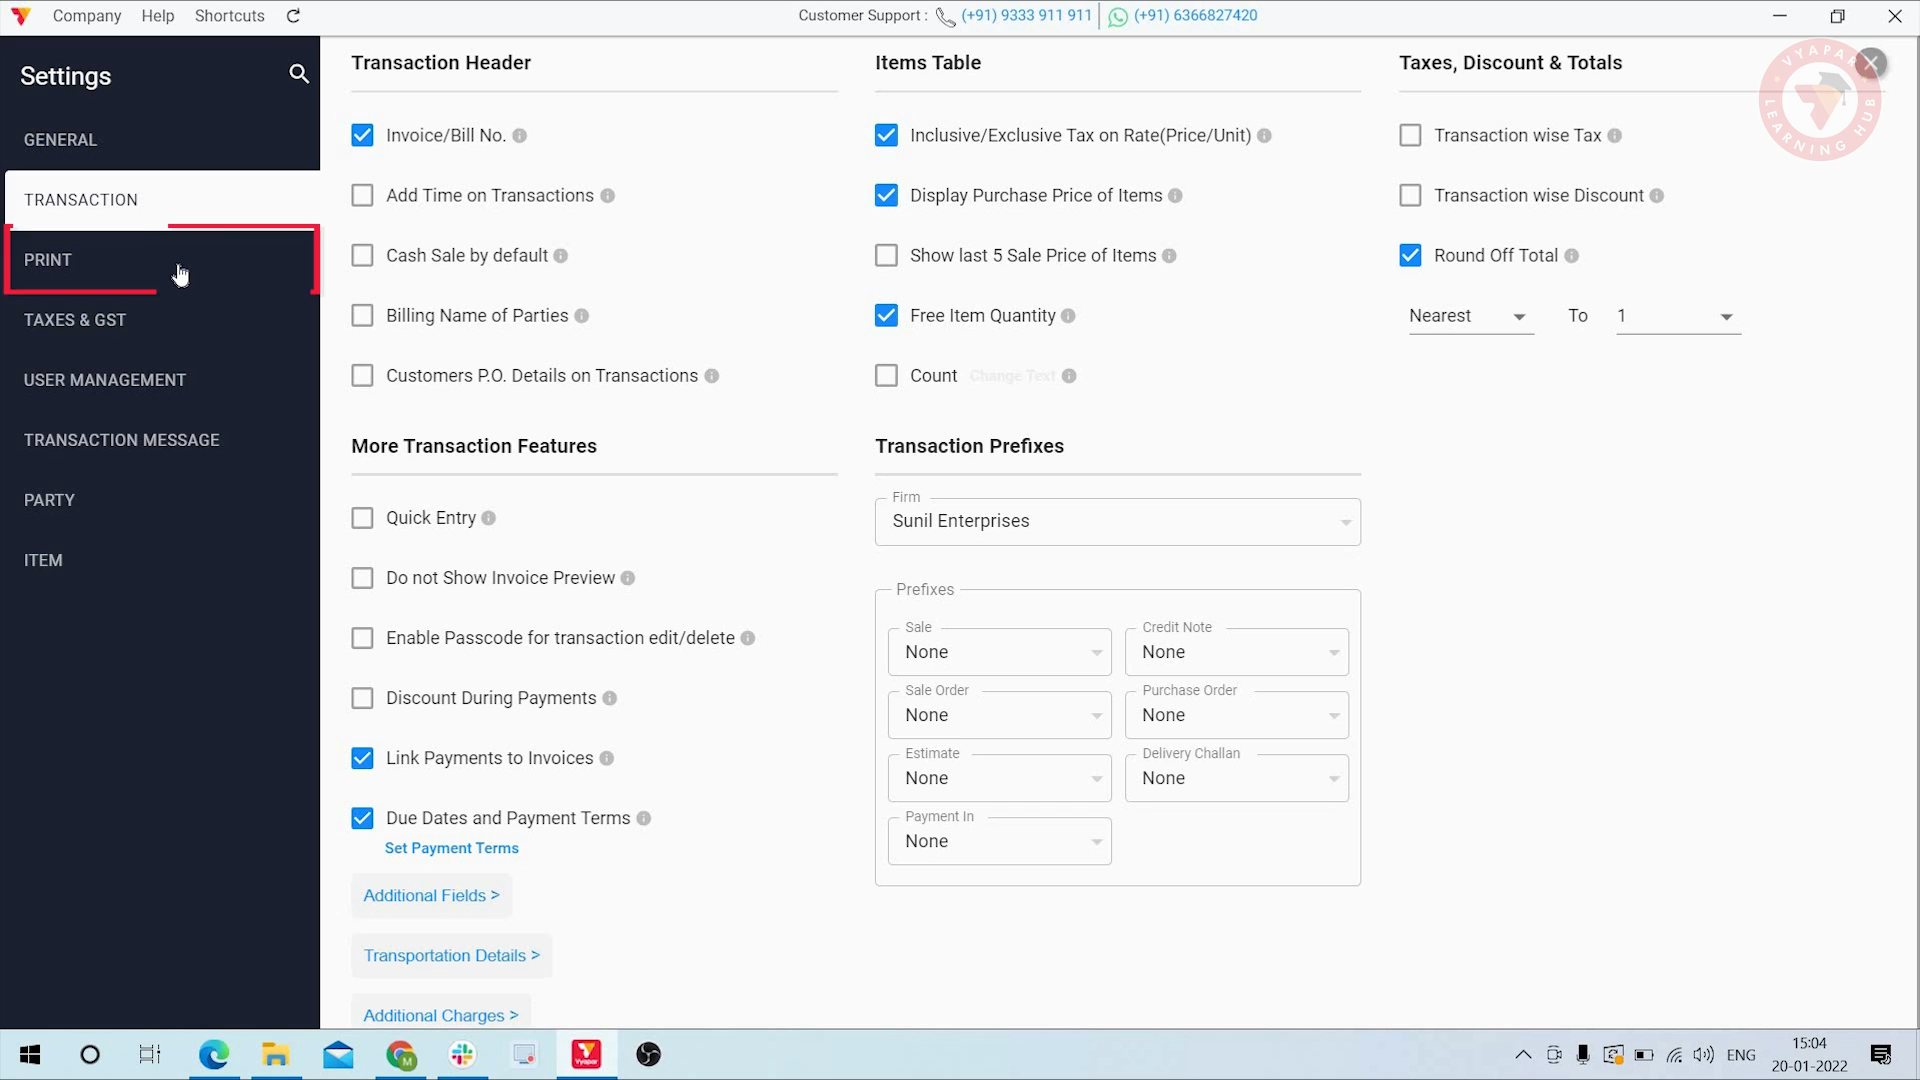 Company Help Shortcuts
Customer Support : (+91) 9333 911 911 (+91) 6366827420
Settings
GENERAL
TRANSACTION
PRINT
TAXES & GST
USER MANAGEMENT
TRANSACTION MESSAGE
PARTY
ITEM
Transaction Header
Invoice/Bill No.
Add Time on Transactions
Cash Sale by default
Billing Name of Parties
Customers P.O. Details on Transactions
Items Table
Inclusive/Exclusive Tax on Rate(Price/Unit)
Display Purchase Price of Items
Show last 5 Sale Price of Items
Free Item Quantity
Count Change Text
Taxes, Discount & Totals
Transaction wise Tax
Transaction wise Discount
Round Off Total
Nearest To 1
VYAPAR
LEARNING HUB
More Transaction Features
Quick Entry
Do not Show Invoice Preview
Enable Passcode for transaction edit/delete
Discount During Payments
Link Payments to Invoices
Due Dates and Payment Terms
Set Payment Terms
Additional Fields >
Transportation Details >
Additional Charges >
Transaction Prefixes
Firm
Sunil Enterprises
Prefixes
Sale
None
Credit Note
None
Sale Order
None
Purchase Order
None
Estimate
None
Delivery Challan
None
Payment In
None
M
Vyapar
ENG
15:04
20-01-2022